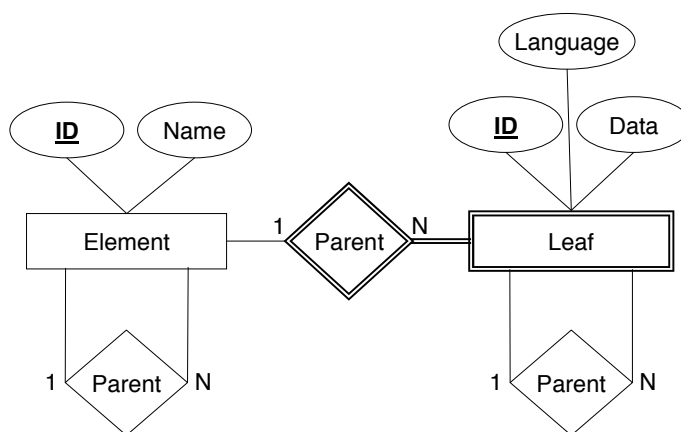 Language
ID
Name
ID
Data
Element
1
Parent
N
Leaf
1
Parent
N
1
Parent
N